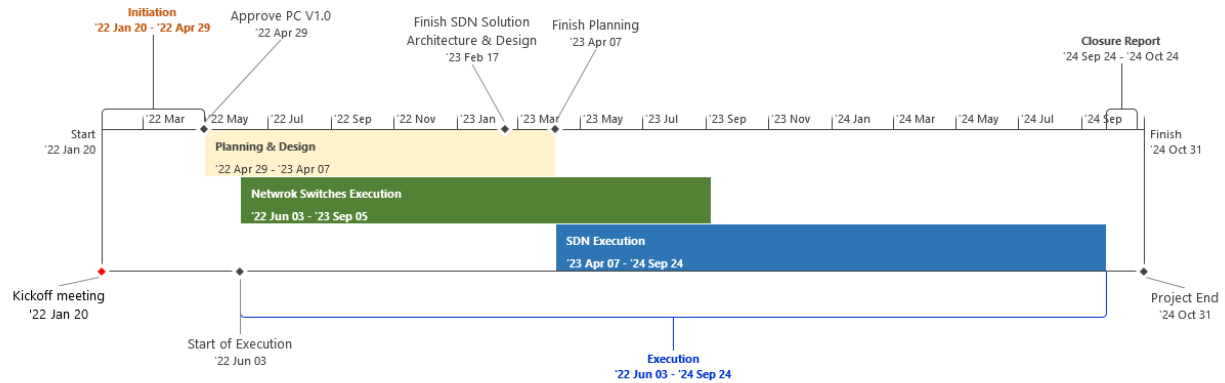 Initiation
'22 Jan 20 - '22 Apr 29
Approve PC V1.0
'22 Apr 29
Finish SDN Solution
Architecture & Design
'23 Feb 17
Finish Planning
'23 Apr 07
Closure Report
'24 Sep 24 - '24 Oct 24
Start
'22 Jan 20
'22 Mar
'22 May
'22 Jul
'22 Sep
'22 Nov
'23 Jan
'23 Mar
'23 May
'23 Jul
'23 Sep
'23 Nov
'24 Jan
'24 Mar
'24 May
'24 Jul
'24 Sep
Finish
'24 Oct 31
Planning & Design
'22 Apr 29 - '23 Apr 07
Netwrok Switches Execution
'22 Jun 03 - '23 Sep 05
SDN Execution
'23 Apr 07 - '24 Sep 24
Kickoff meeting
'22 Jan 20
Start of Execution
'22 Jun 03
Project End
'24 Oct 31
Execution
'22 Jun 03 - '24 Sep 24